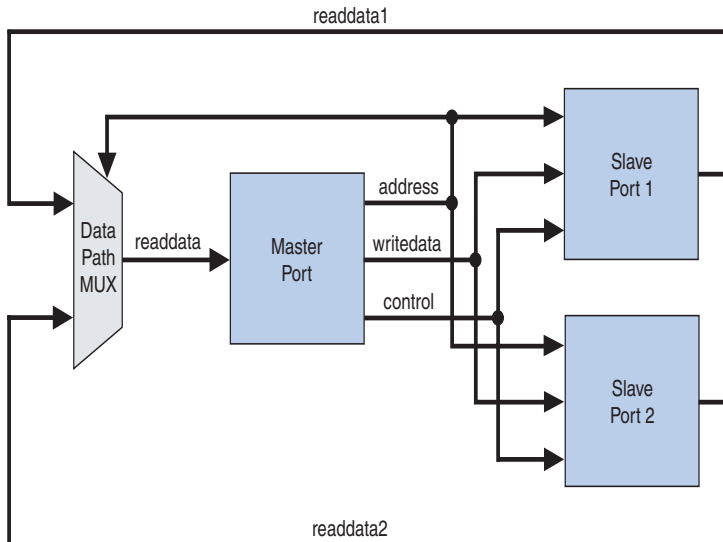 readdata1
Slave
Port 1
address
Data
Path
MUX
readdata
Master
Port
writedata
control
Slave
Port 2
readdata2